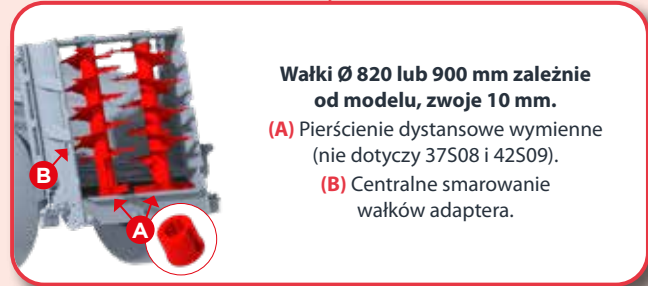 Wałki Ø 820 lub 900 mm zależnie
od modelu, zwoje 10 mm.
(A) Pierścienie dystansowe wymienne
(nie dotyczy 37S08 i 42S09).
(B) Centralne smarowanie
wałków adaptera.
B
A